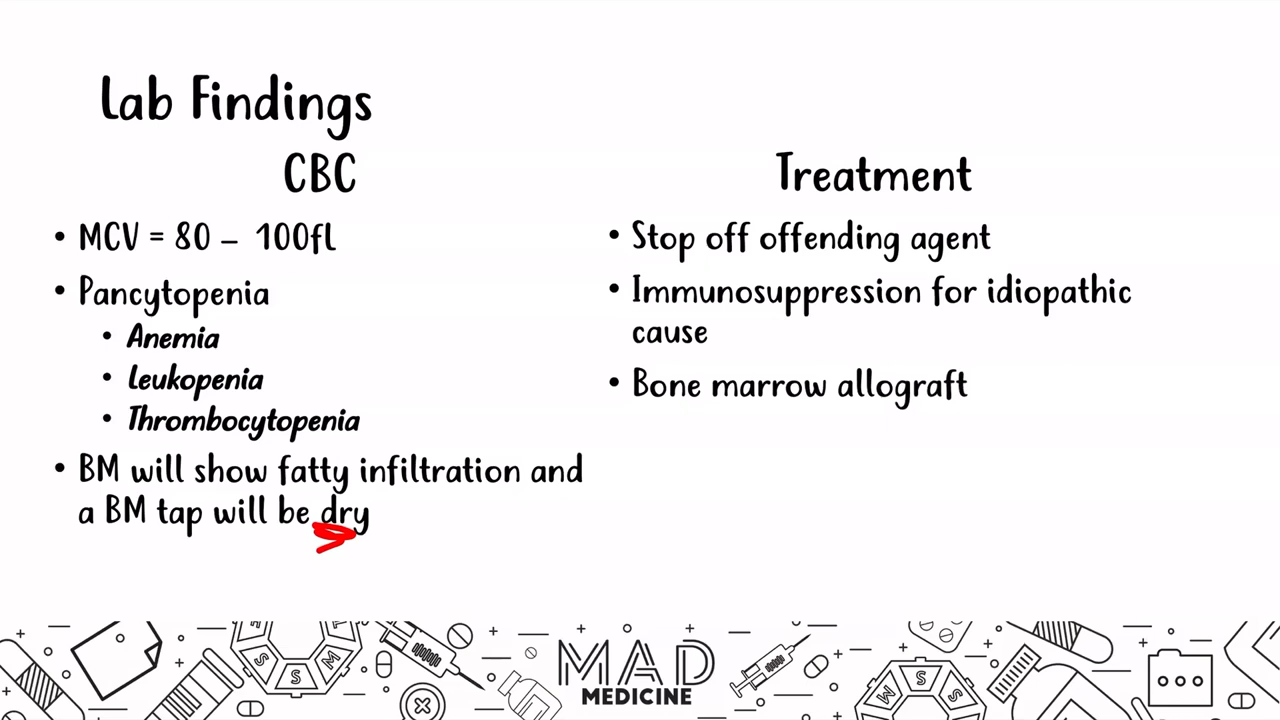 Lab Findings
CBC
• MCV = 80 – 100fL
• Pancytopenia
• Anemia
• Leukopenia
• Thrombocytopenia
• BM will show fatty infiltration and
a BM tap will be dry
Treatment
• Stop off offending agent
• Immunosuppression for idiopathic
cause
• Bone marrow allograft
MAD
MEDICINE